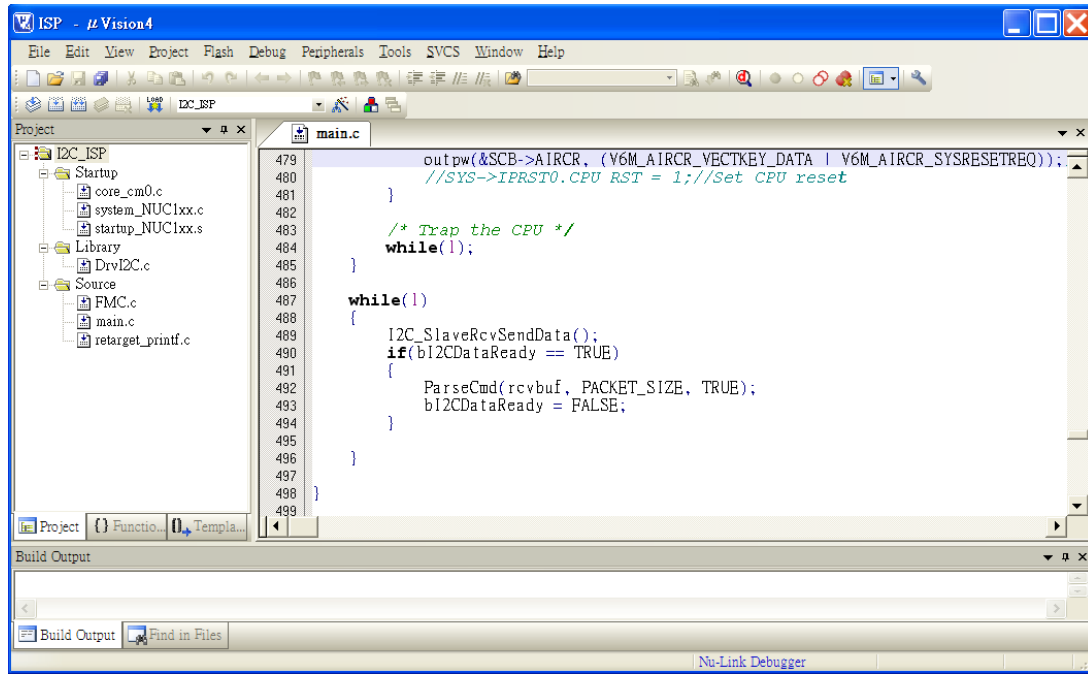 ISP - µVision4
File Edit View Project Flash Debug Peripherals Tools SVCS Window Help
LOAD I2C_ISP
Project
I2C_ISP
Startup
core_cm0.c
system_NUC1xx.c
startup_NUC1xx.s
Library
DrvI2C.c
Source
FMC.c
main.c
retarget_printf.c
Project {} Functio... 0 Templa...
main.c
479 outpw(&SCB->AIRCR, (V6M_AIRCR_VECTKEY_DATA | V6M_AIRCR_SYSRESETREQ));
480 //SYS->IPRST0.CPU_RST = 1;//Set CPU reset
481 }
482
483 /* Trap the CPU */
484 while(1);
485 }
486
487 while(1)
488 {
489 I2C_SlaveRcvSendData();
490 if(bI2CDataReady == TRUE)
491 {
492 ParseCmd(rcvbuf, PACKET_SIZE, TRUE);
493 bI2CDataReady = FALSE;
494 }
495
496 }
497
498 }
499
Build Output
Build Output Find in Files
Nu-Link Debugger